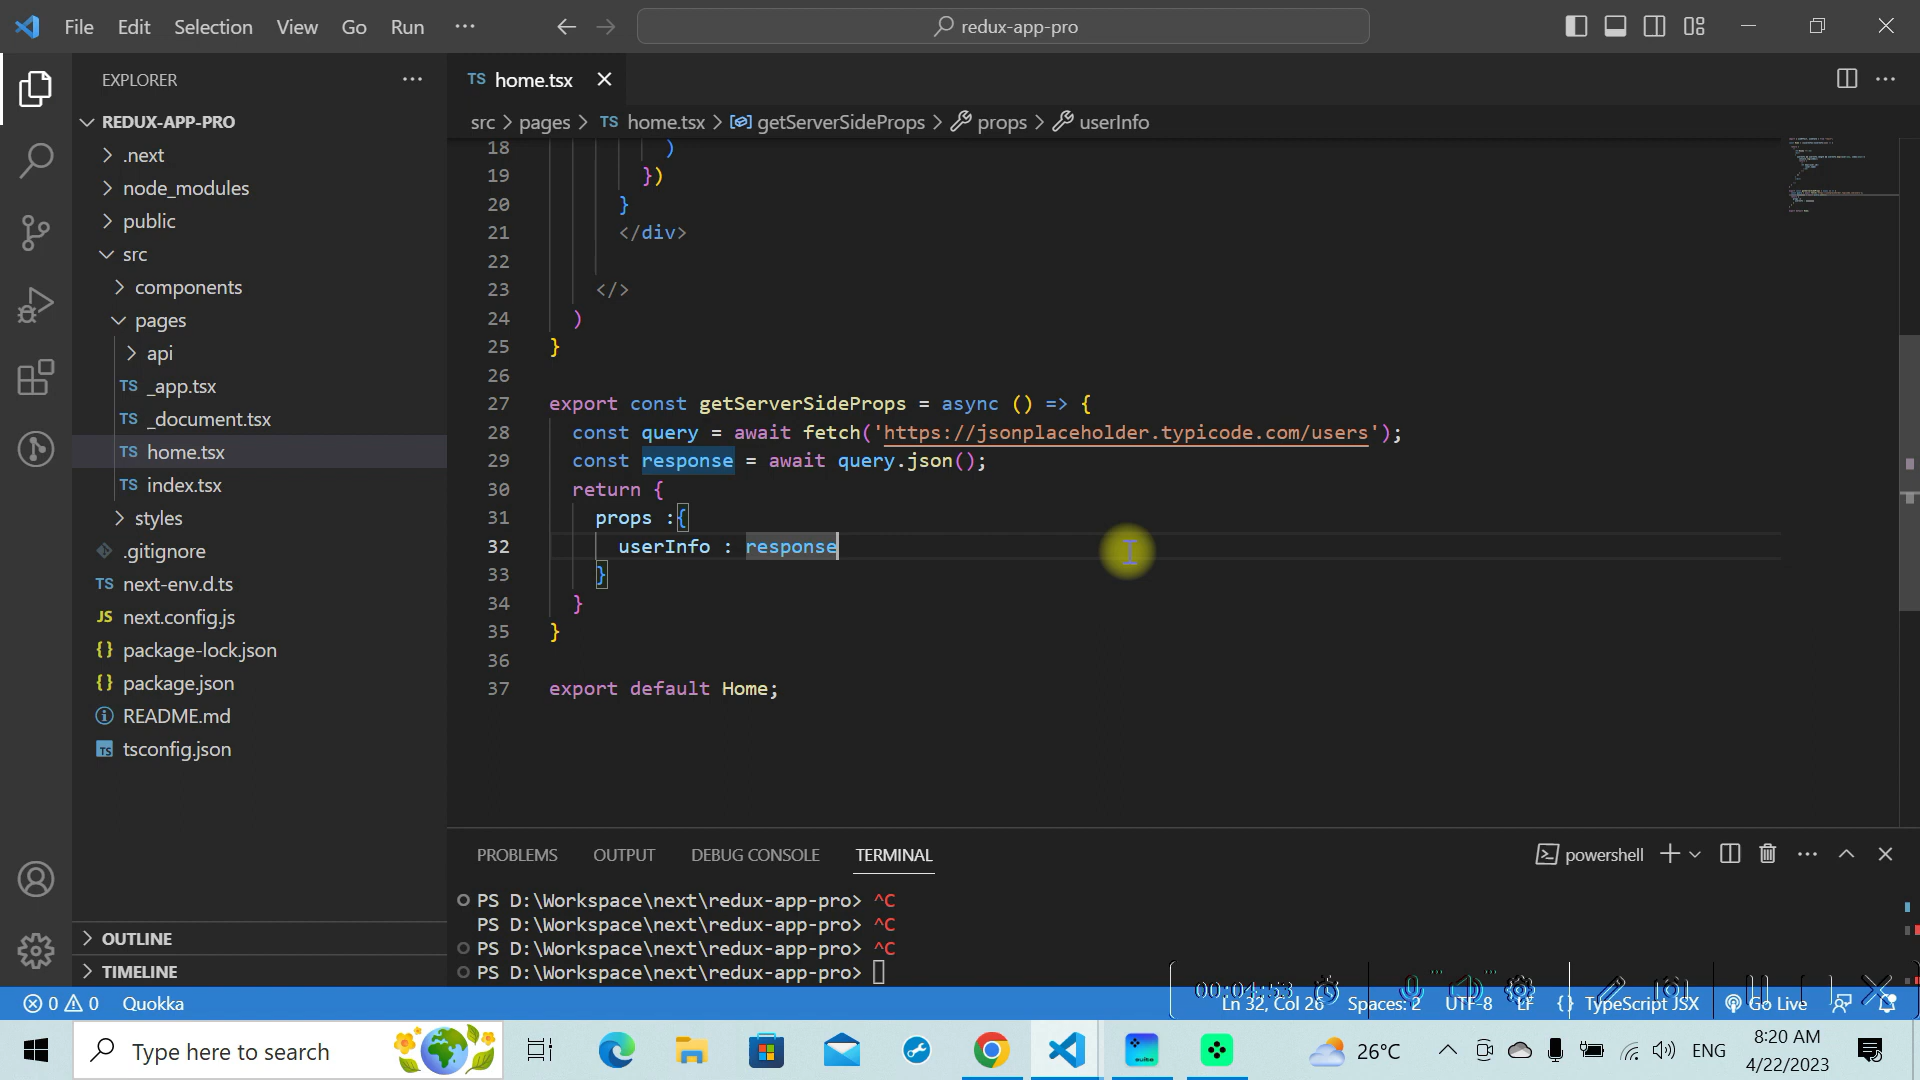 File Edit Selection View Go Run ···
redux-app-pro
EXPLORER ···
TS home.tsx
REDUX-APP-PRO
src > pages > TS home.tsx > getServerSideProps > props > userInfo
.next
node_modules
public
src
components
pages
api
TS _app.tsx
TS _document.tsx
TS home.tsx
TS index.tsx
styles
.gitignore
TS next-env.d.ts
JS next.config.js
{} package-lock.json
{} package.json
README.md
TS tsconfig.json
OUTLINE
TIMELINE
18 )
19 })
20 }
21 </div>
22
23 </>
24 )
25 }
26
27 export const getServerSideProps = async () => {
28 const query = await fetch('https://jsonplaceholder.typicode.com/users');
29 const response = await query.json();
30 return {
31 props :{
32 userInfo : response
33 }
34 }
35 }
36
37 export default Home;
PROBLEMS OUTPUT DEBUG CONSOLE TERMINAL
powershell
PS D:\Workspace\next\redux-app-pro> ^C
PS D:\Workspace\next\redux-app-pro> ^C
PS D:\Workspace\next\redux-app-pro> ^C
PS D:\Workspace\next\redux-app-pro>
00:04:53
0 0 Quokka
Ln 32, Col 26 Spaces: 2 UTF-8 LF {} TypeScript JSX Go Live
Type here to search
suite
26°C
ENG
8:20 AM
4/22/2023